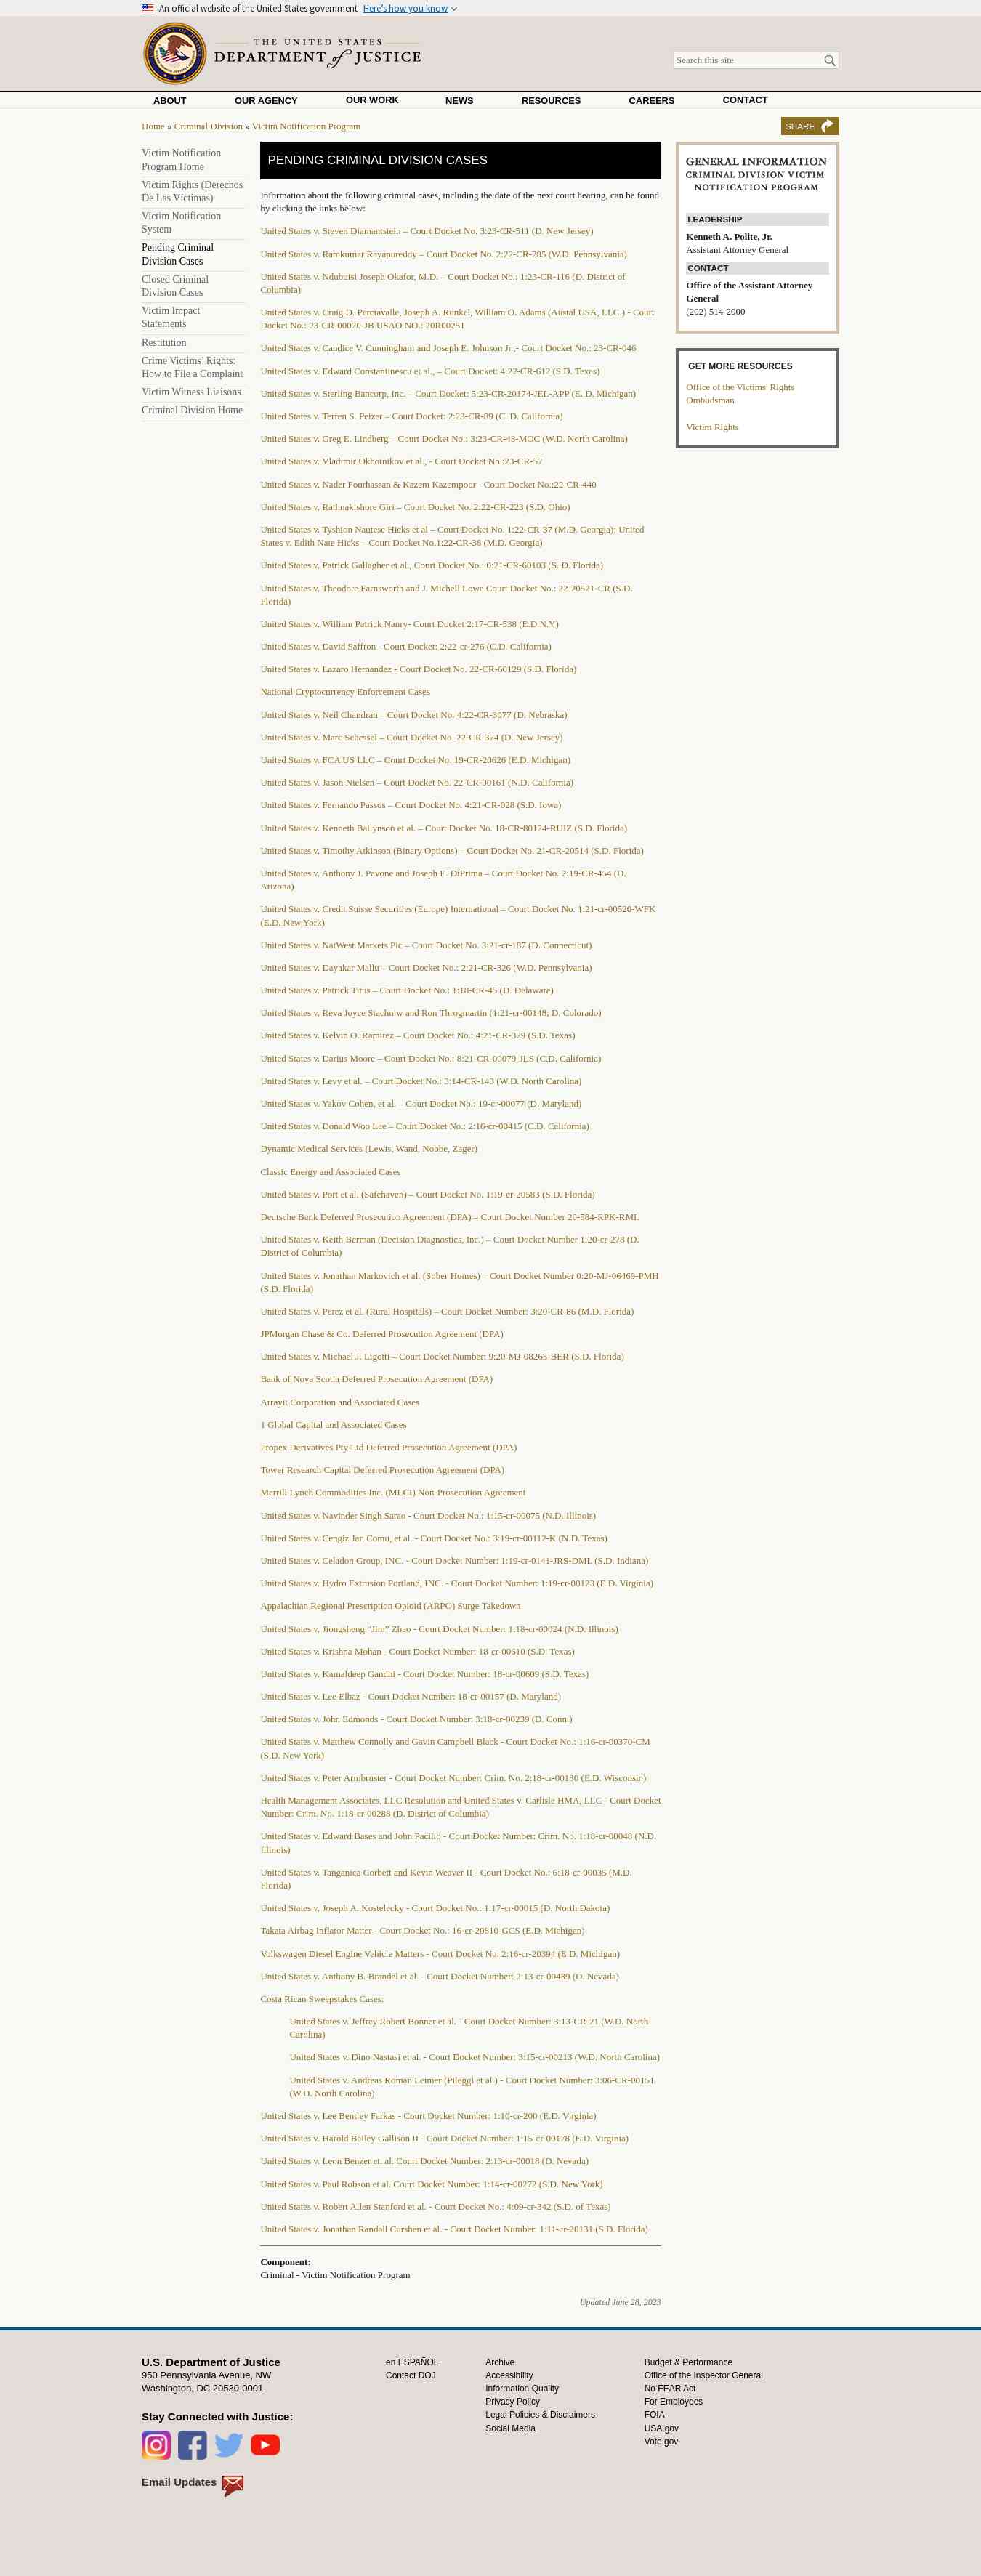 An official website of the United States government Here's how you know
THE UNITED STATES
DEPARTMENT of JUSTICE
Search this site
ABOUT OUR AGENCY OUR WORK NEWS RESOURCES CAREERS CONTACT
Home » Criminal Division » Victim Notification Program
SHARE
Victim Notification
Program Home
Victim Rights (Derechos
De Las Víctimas)
Victim Notification
System
Pending Criminal
Division Cases
Closed Criminal
Division Cases
Victim Impact
Statements
Restitution
Crime Victims’ Rights:
How to File a Complaint
Victim Witness Liaisons
Criminal Division Home
PENDING CRIMINAL DIVISION CASES
Information about the following criminal cases, including the date of the next court hearing, can be found
by clicking the links below:
United States v. Steven Diamantstein – Court Docket No. 3:23-CR-511 (D. New Jersey)
United States v. Ramkumar Rayapureddy – Court Docket No. 2:22-CR-285 (W.D. Pennsylvania)
United States v. Ndubuisi Joseph Okafor, M.D. – Court Docket No.: 1:23-CR-116 (D. District of
Columbia)
United States v. Craig D. Perciavalle, Joseph A. Runkel, William O. Adams (Austal USA, LLC.) - Court
Docket No.: 23-CR-00070-JB USAO NO.: 20R00251
United States v. Candice V. Cunningham and Joseph E. Johnson Jr.,- Court Docket No.: 23-CR-046
United States v. Edward Constantinescu et al., – Court Docket: 4:22-CR-612 (S.D. Texas)
United States v. Sterling Bancorp, Inc. – Court Docket: 5:23-CR-20174-JEL-APP (E. D. Michigan)
United States v. Terren S. Peizer – Court Docket: 2:23-CR-89 (C. D. California)
United States v. Greg E. Lindberg – Court Docket No.: 3:23-CR-48-MOC (W.D. North Carolina)
United States v. Vladimir Okhotnikov et al., - Court Docket No.:23-CR-57
United States v. Nader Pourhassan & Kazem Kazempour - Court Docket No.:22-CR-440
United States v. Rathnakishore Giri – Court Docket No. 2:22-CR-223 (S.D. Ohio)
United States v. Tyshion Nautese Hicks et al – Court Docket No. 1:22-CR-37 (M.D. Georgia); United
States v. Edith Nate Hicks – Court Docket No.1:22-CR-38 (M.D. Georgia)
United States v. Patrick Gallagher et al., Court Docket No.: 0:21-CR-60103 (S. D. Florida)
United States v. Theodore Farnsworth and J. Michell Lowe Court Docket No.: 22-20521-CR (S.D.
Florida)
United States v. William Patrick Nanry- Court Docket 2:17-CR-538 (E.D.N.Y)
United States v. David Saffron - Court Docket: 2:22-cr-276 (C.D. California)
United States v. Lazaro Hernandez - Court Docket No. 22-CR-60129 (S.D. Florida)
National Cryptocurrency Enforcement Cases
United States v. Neil Chandran – Court Docket No. 4:22-CR-3077 (D. Nebraska)
United States v. Marc Schessel – Court Docket No. 22-CR-374 (D. New Jersey)
United States v. FCA US LLC – Court Docket No. 19-CR-20626 (E.D. Michigan)
United States v. Jason Nielsen – Court Docket No. 22-CR-00161 (N.D. California)
United States v. Fernando Passos – Court Docket No. 4:21-CR-028 (S.D. Iowa)
United States v. Kenneth Bailynson et al. – Court Docket No. 18-CR-80124-RUIZ (S.D. Florida)
United States v. Timothy Atkinson (Binary Options) – Court Docket No. 21-CR-20514 (S.D. Florida)
United States v. Anthony J. Pavone and Joseph E. DiPrima – Court Docket No. 2:19-CR-454 (D.
Arizona)
United States v. Credit Suisse Securities (Europe) International – Court Docket No. 1:21-cr-00520-WFK
(E.D. New York)
United States v. NatWest Markets Plc – Court Docket No. 3:21-cr-187 (D. Connecticut)
United States v. Dayakar Mallu – Court Docket No.: 2:21-CR-326 (W.D. Pennsylvania)
United States v. Patrick Titus – Court Docket No.: 1:18-CR-45 (D. Delaware)
United States v. Reva Joyce Stachniw and Ron Throgmartin (1:21-cr-00148; D. Colorado)
United States v. Kelvin O. Ramirez – Court Docket No.: 4:21-CR-379 (S.D. Texas)
United States v. Darius Moore – Court Docket No.: 8:21-CR-00079-JLS (C.D. California)
United States v. Levy et al. – Court Docket No.: 3:14-CR-143 (W.D. North Carolina)
United States v. Yakov Cohen, et al. – Court Docket No.: 19-cr-00077 (D. Maryland)
United States v. Donald Woo Lee – Court Docket No.: 2:16-cr-00415 (C.D. California)
Dynamic Medical Services (Lewis, Wand, Nobbe, Zager)
Classic Energy and Associated Cases
United States v. Port et al. (Safehaven) – Court Docket No. 1:19-cr-20583 (S.D. Florida)
Deutsche Bank Deferred Prosecution Agreement (DPA) – Court Docket Number 20-584-RPK-RML
United States v. Keith Berman (Decision Diagnostics, Inc.) – Court Docket Number 1:20-cr-278 (D.
District of Columbia)
United States v. Jonathan Markovich et al. (Sober Homes) – Court Docket Number 0:20-MJ-06469-PMH
(S.D. Florida)
United States v. Perez et al. (Rural Hospitals) – Court Docket Number: 3:20-CR-86 (M.D. Florida)
JPMorgan Chase & Co. Deferred Prosecution Agreement (DPA)
United States v. Michael J. Ligotti – Court Docket Number: 9:20-MJ-08265-BER (S.D. Florida)
Bank of Nova Scotia Deferred Prosecution Agreement (DPA)
Arrayit Corporation and Associated Cases
1 Global Capital and Associated Cases
Propex Derivatives Pty Ltd Deferred Prosecution Agreement (DPA)
Tower Research Capital Deferred Prosecution Agreement (DPA)
Merrill Lynch Commodities Inc. (MLCI) Non-Prosecution Agreement
United States v. Navinder Singh Sarao - Court Docket No.: 1:15-cr-00075 (N.D. Illinois)
United States v. Cengiz Jan Comu, et al. - Court Docket No.: 3:19-cr-00112-K (N.D. Texas)
United States v. Celadon Group, INC. - Court Docket Number: 1:19-cr-0141-JRS-DML (S.D. Indiana)
United States v. Hydro Extrusion Portland, INC. - Court Docket Number: 1:19-cr-00123 (E.D. Virginia)
Appalachian Regional Prescription Opioid (ARPO) Surge Takedown
United States v. Jiongsheng “Jim” Zhao - Court Docket Number: 1:18-cr-00024 (N.D. Illinois)
United States v. Krishna Mohan - Court Docket Number: 18-cr-00610 (S.D. Texas)
United States v. Kamaldeep Gandhi - Court Docket Number: 18-cr-00609 (S.D. Texas)
United States v. Lee Elbaz - Court Docket Number: 18-cr-00157 (D. Maryland)
United States v. John Edmonds - Court Docket Number: 3:18-cr-00239 (D. Conn.)
United States v. Matthew Connolly and Gavin Campbell Black - Court Docket No.: 1:16-cr-00370-CM
(S.D. New York)
United States v. Peter Armbruster - Court Docket Number: Crim. No. 2:18-cr-00130 (E.D. Wisconsin)
Health Management Associates, LLC Resolution and United States v. Carlisle HMA, LLC - Court Docket
Number: Crim. No. 1:18-cr-00288 (D. District of Columbia)
United States v. Edward Bases and John Pacilio - Court Docket Number: Crim. No. 1:18-cr-00048 (N.D.
Illinois)
United States v. Tanganica Corbett and Kevin Weaver II - Court Docket No.: 6:18-cr-00035 (M.D.
Florida)
United States v. Joseph A. Kostelecky - Court Docket No.: 1:17-cr-00015 (D. North Dakota)
Takata Airbag Inflator Matter - Court Docket No.: 16-cr-20810-GCS (E.D. Michigan)
Volkswagen Diesel Engine Vehicle Matters - Court Docket No. 2:16-cr-20394 (E.D. Michigan)
United States v. Anthony B. Brandel et al. - Court Docket Number: 2:13-cr-00439 (D. Nevada)
Costa Rican Sweepstakes Cases:
United States v. Jeffrey Robert Bonner et al. - Court Docket Number: 3:13-CR-21 (W.D. North
Carolina)
United States v. Dino Nastasi et al. - Court Docket Number: 3:15-cr-00213 (W.D. North Carolina)
United States v. Andreas Roman Leimer (Pileggi et al.) - Court Docket Number: 3:06-CR-00151
(W.D. North Carolina)
United States v. Lee Bentley Farkas - Court Docket Number: 1:10-cr-200 (E.D. Virginia)
United States v. Harold Bailey Gallison II - Court Docket Number: 1:15-cr-00178 (E.D. Virginia)
United States v. Leon Benzer et. al. Court Docket Number: 2:13-cr-00018 (D. Nevada)
United States v. Paul Robson et al. Court Docket Number: 1:14-cr-00272 (S.D. New York)
United States v. Robert Allen Stanford et al. - Court Docket No.: 4:09-cr-342 (S.D. of Texas)
United States v. Jonathan Randall Curshen et al. - Court Docket Number: 1:11-cr-20131 (S.D. Florida)
Component:
Criminal - Victim Notification Program
Updated June 28, 2023
GENERAL INFORMATION
CRIMINAL DIVISION VICTIM
NOTIFICATION PROGRAM
LEADERSHIP
Kenneth A. Polite, Jr.
Assistant Attorney General
CONTACT
Office of the Assistant Attorney
General
(202) 514-2000
GET MORE RESOURCES
Office of the Victims' Rights
Ombudsman
Victim Rights
U.S. Department of Justice
950 Pennsylvania Avenue, NW
Washington, DC 20530-0001
Stay Connected with Justice:
Email Updates
en ESPAÑOL
Contact DOJ
Archive
Accessibility
Information Quality
Privacy Policy
Legal Policies & Disclaimers
Social Media
Budget & Performance
Office of the Inspector General
No FEAR Act
For Employees
FOIA
USA.gov
Vote.gov